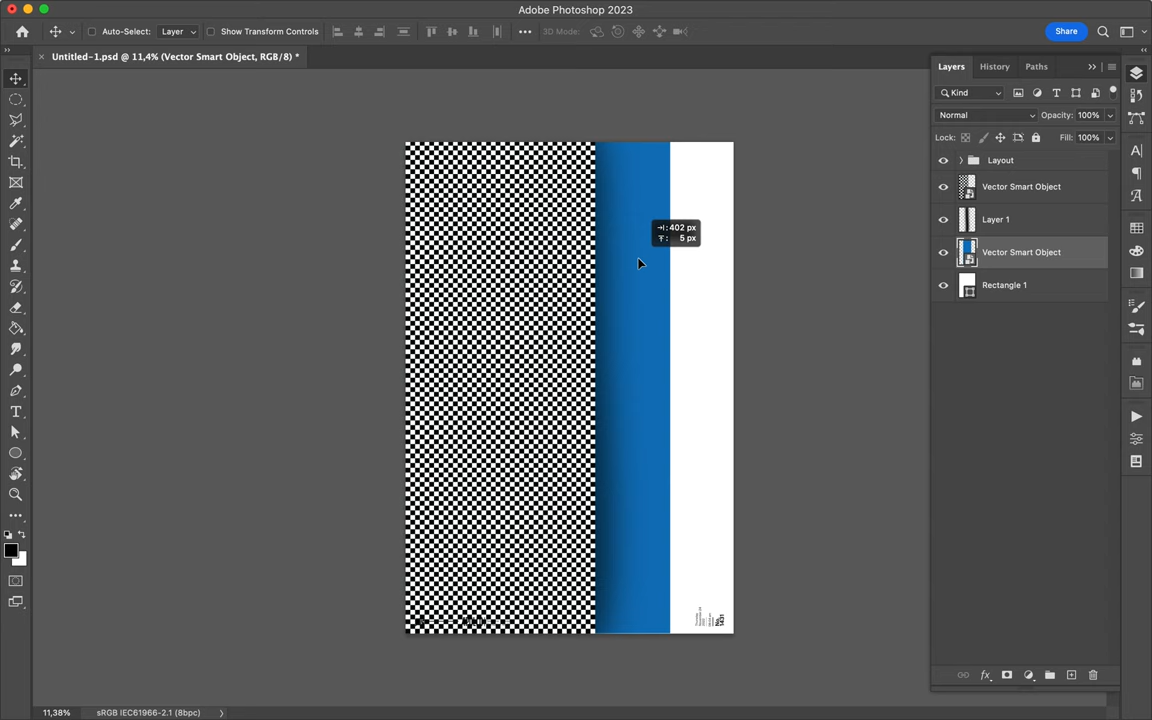 Adobe Photoshop 2023
Auto-Select: Layer Show Transform Controls 3D Mode: Share
Untitled-1.psd @ 11,4% (Vector Smart Object, RGB/8) *
Layers History Paths
Kind
Normal Opacity: 100%
Lock: Fill: 100%
Layout
Vector Smart Object
Layer 1
Vector Smart Object
Rectangle 1
402 px
5 px
No.
1431
11,38% sRGB IEC61966-2.1 (8bpc)